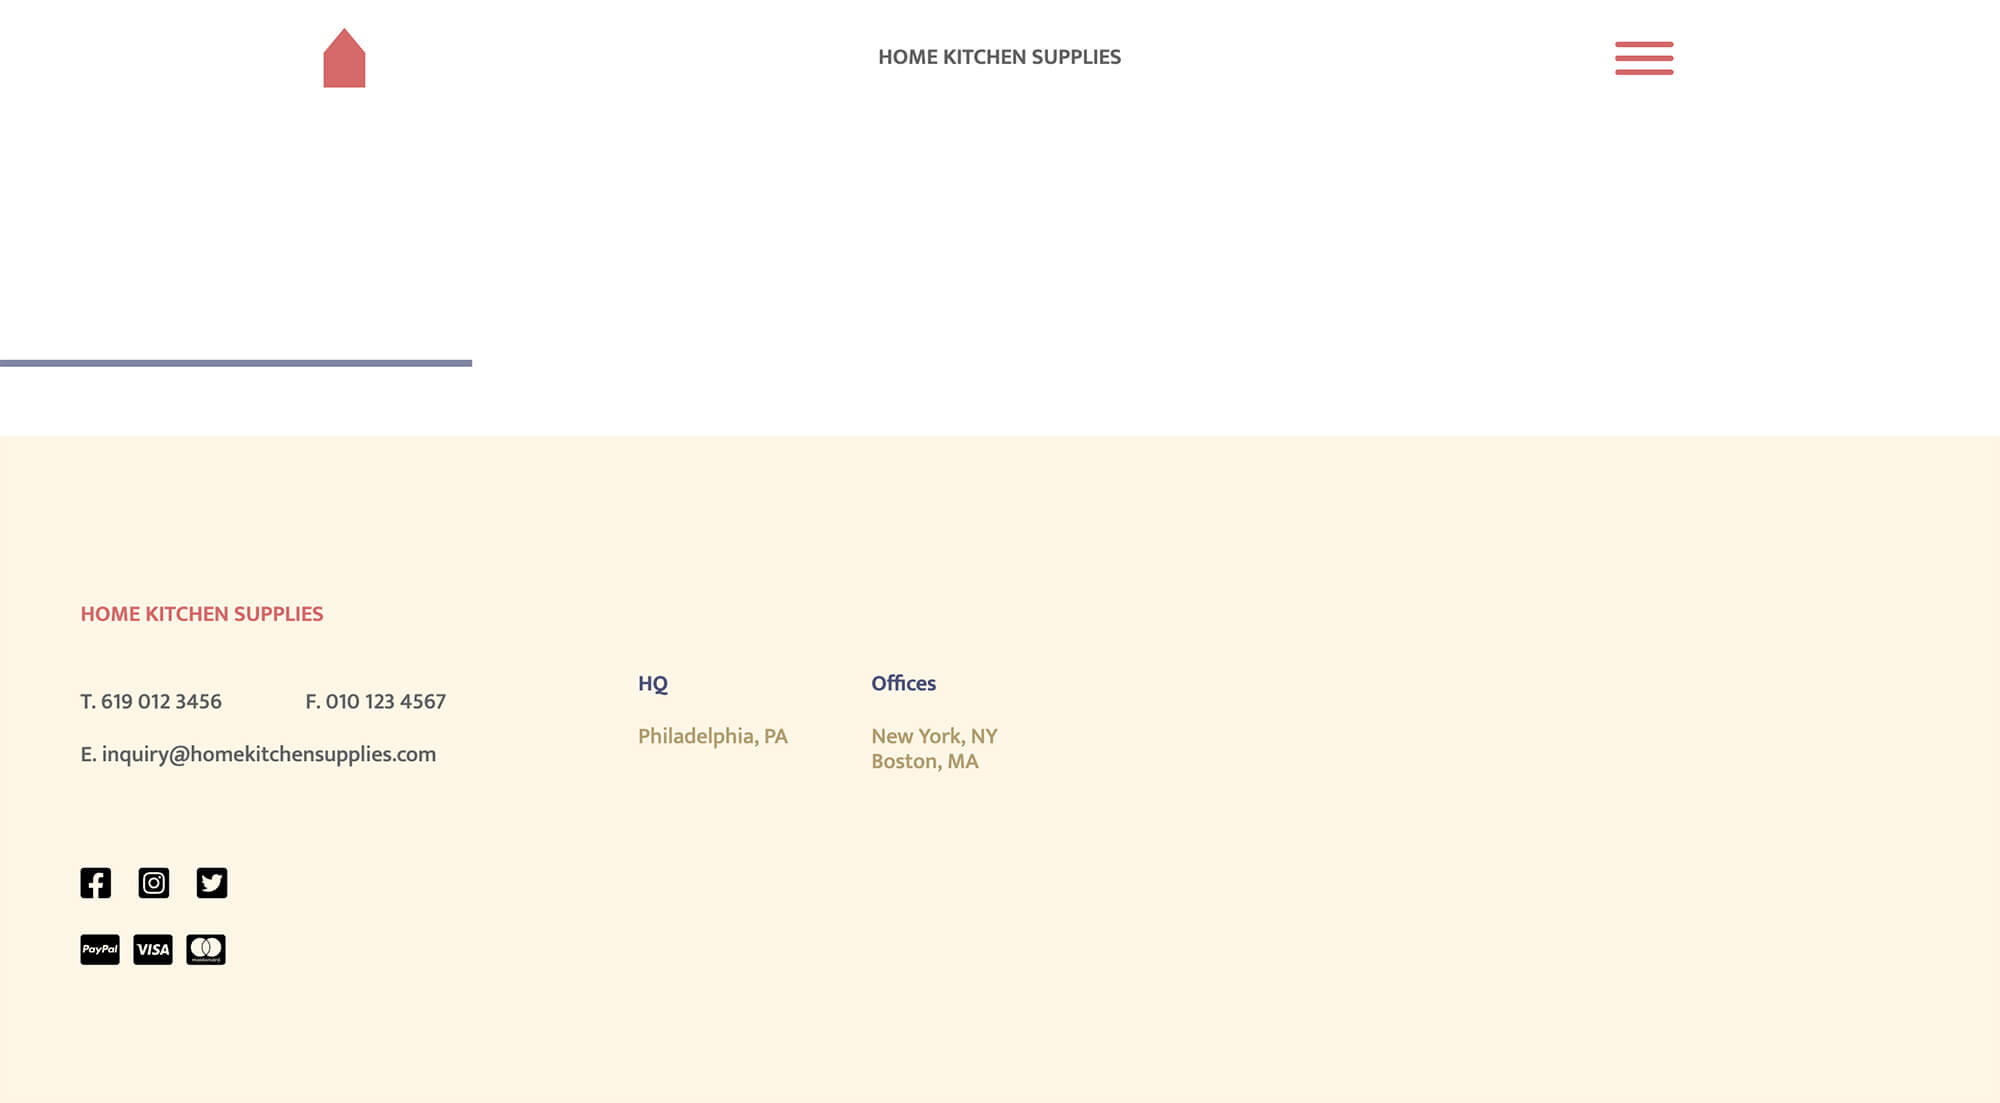 HOME KITCHEN SUPPLIES
HOME KITCHEN SUPPLIES
T. 619 012 3456
F. 010 123 4567
E. inquiry@homekitchensupplies.com
HQ
Philadelphia, PA
Offices
New York, NY
Boston, MA
PayPal
VISA
mastercard